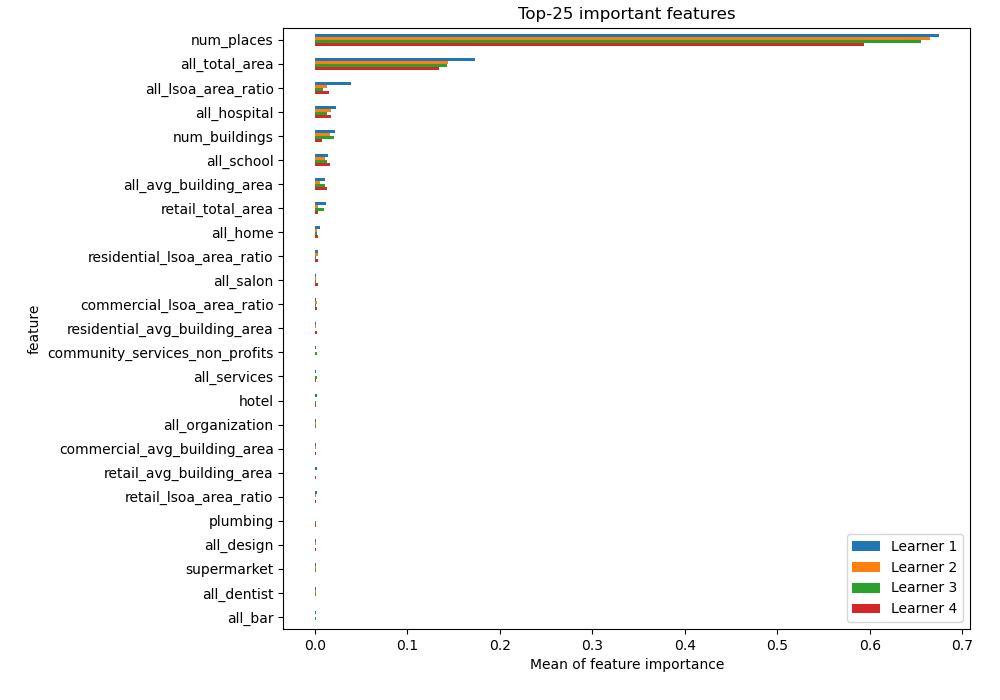 Top-25 important features
num_places
all_total_area
all_lsoa_area_ratio
all_hospital
num_buildings
all_school
all_avg_building_area
retail_total_area
all_home
residential_lsoa_area_ratio
all_salon
commercial_lsoa_area_ratio
residential_avg_building_area
community_services_non_profits
all_services
hotel
all_organization
commercial_avg_building_area
retail_avg_building_area
retail_lsoa_area_ratio
plumbing
all_design
supermarket
all_dentist
all_bar
feature
Learner 1
Learner 2
Learner 3
Learner 4
0.0 0.1 0.2 0.3 0.4 0.5 0.6 0.7
Mean of feature importance